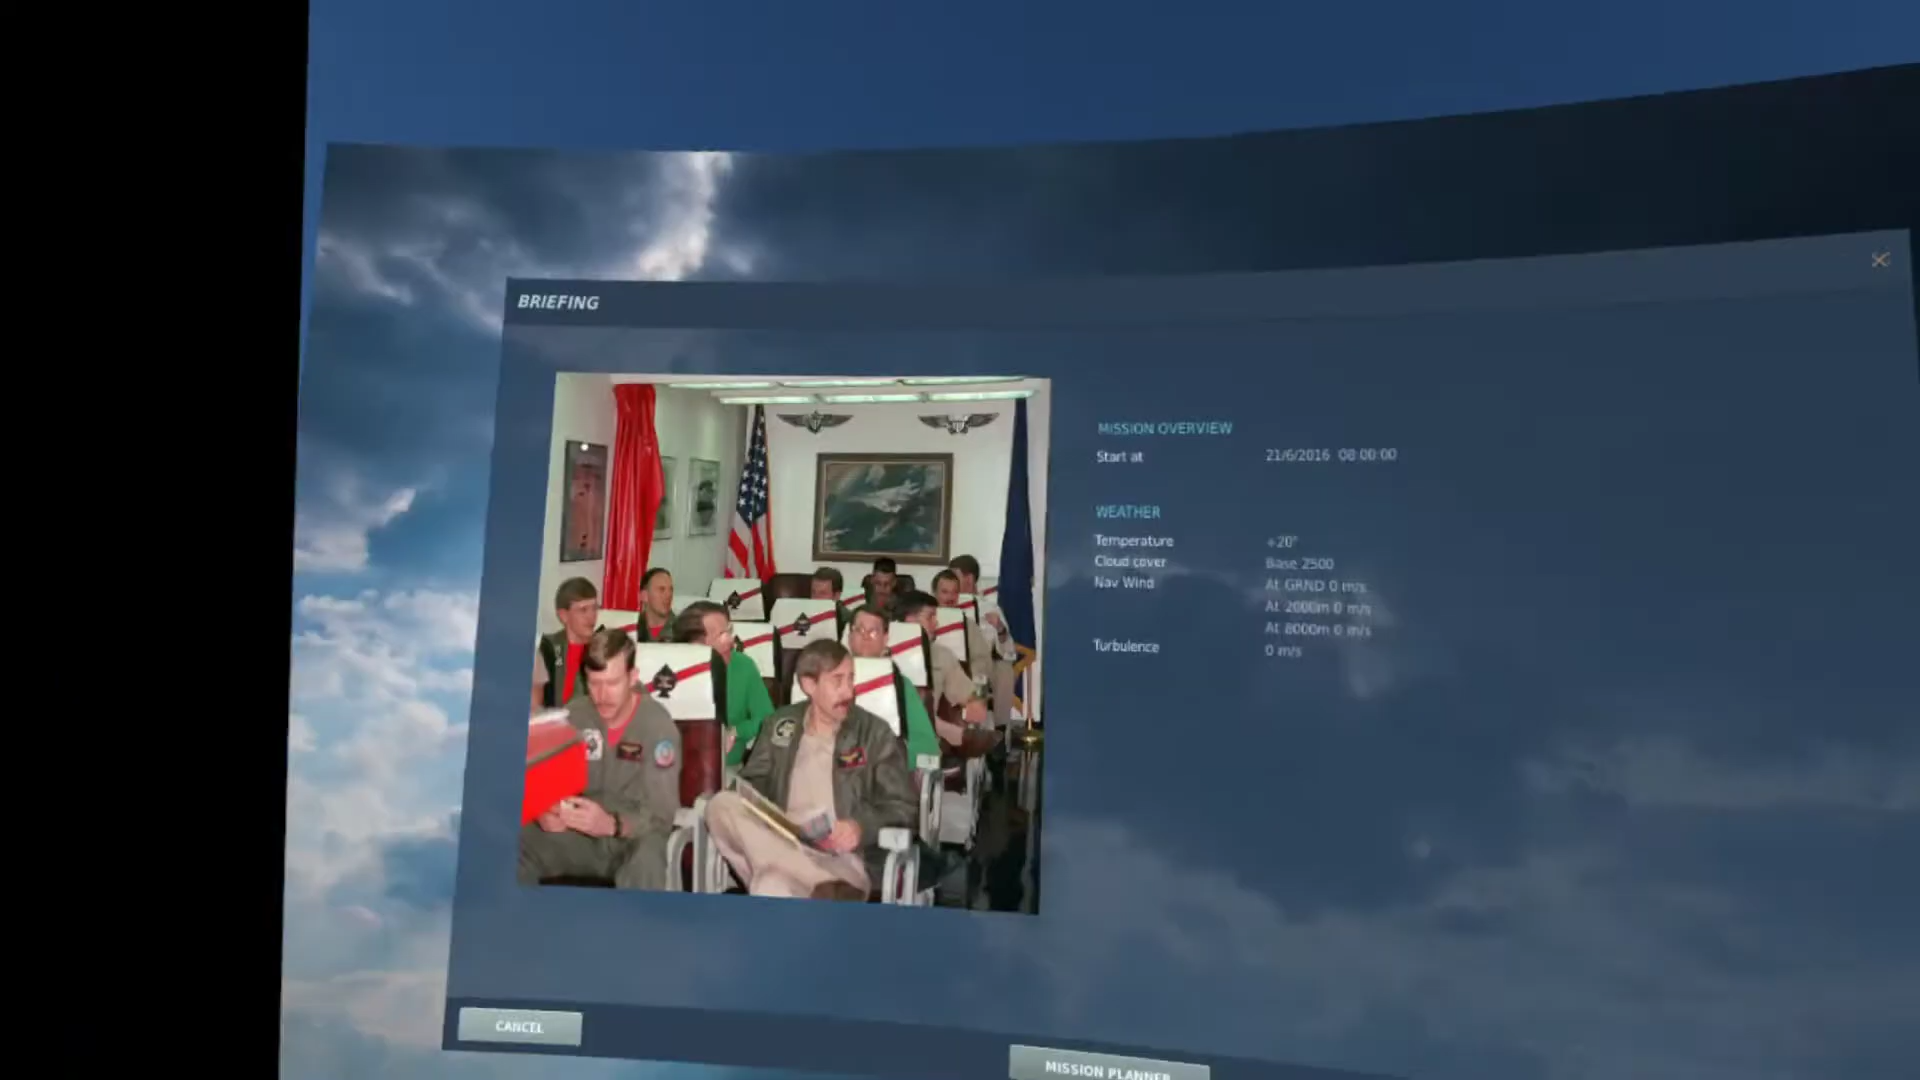 BRIEFING
MISSION OVERVIEW
Start at 21/6/2016 08:00:00
WEATHER
Temperature +20°
Cloud cover Base 2500
Nav Wind At GRND 0 m/s
At 2000m 0 m/s
At 8000m 0 m/s
Turbulence 0 m/s
CANCEL
MISSION PLANNER